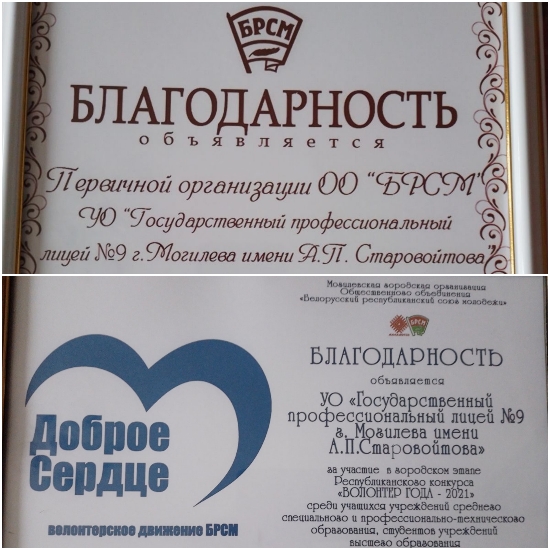 БРСМ
БЛАГОДАРНОСТЬ
объявляется
Первичной организации ОО "БРСМ"
УО "Государственный профессиональный
лицей №9 г.Могилева имени А.П. Старовойтова"
Могилевская городская организация
Общественного объединения
«Белорусский республиканский союз молодежи»
БРСМ
БЛАГОДАРНОСТЬ
объявляется
УО «Государственный
профессиональный лицей №9
г. Могилева имени
А.П.Старовойтова»
за участие в городском этапе
Республиканского конкурса
«ВОЛОНТЕР ГОДА - 2021»
среди учащихся учреждений среднего
специального и профессионально-технического
образования, студентов учреждений
высшего образования
Доброе
Сердце
волонтерское движение БРСМ